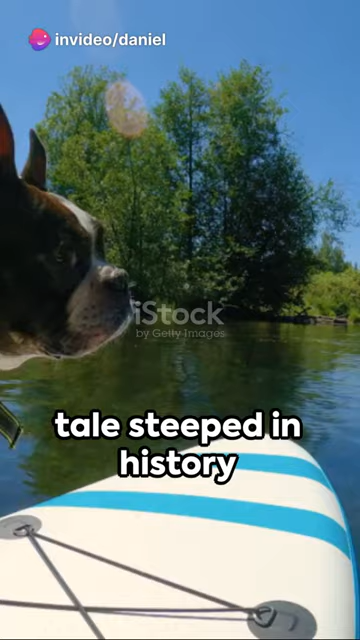 invideo/daniel
iStock
by Getty Images
tale steeped in
history